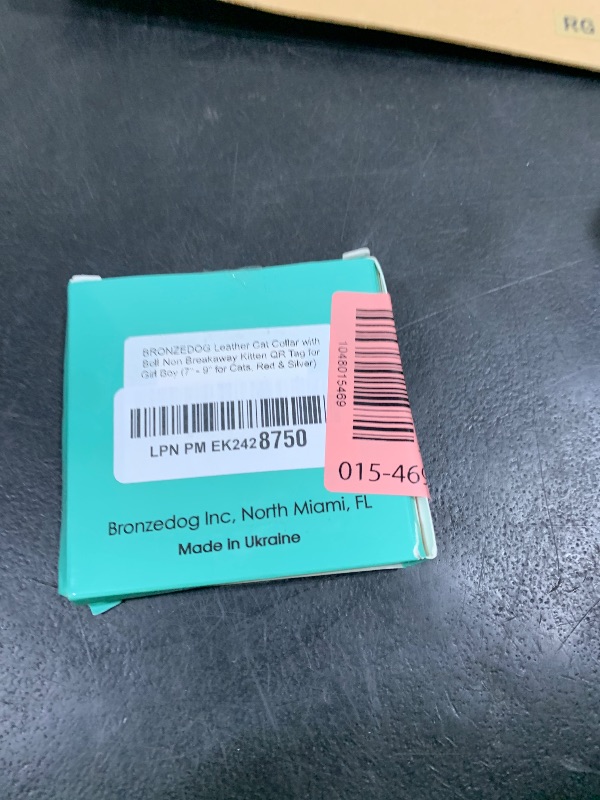 RG
BRONZEDOG Leather Cat Collar with
Bell Non Breakaway Kitten QR Tag for
Girl Boy (7" - 9" for Cats, Red & Silver)
LPN PM EK2428750
1048015469
015-469
Bronzedog Inc, North Miami, FL
Made in Ukraine